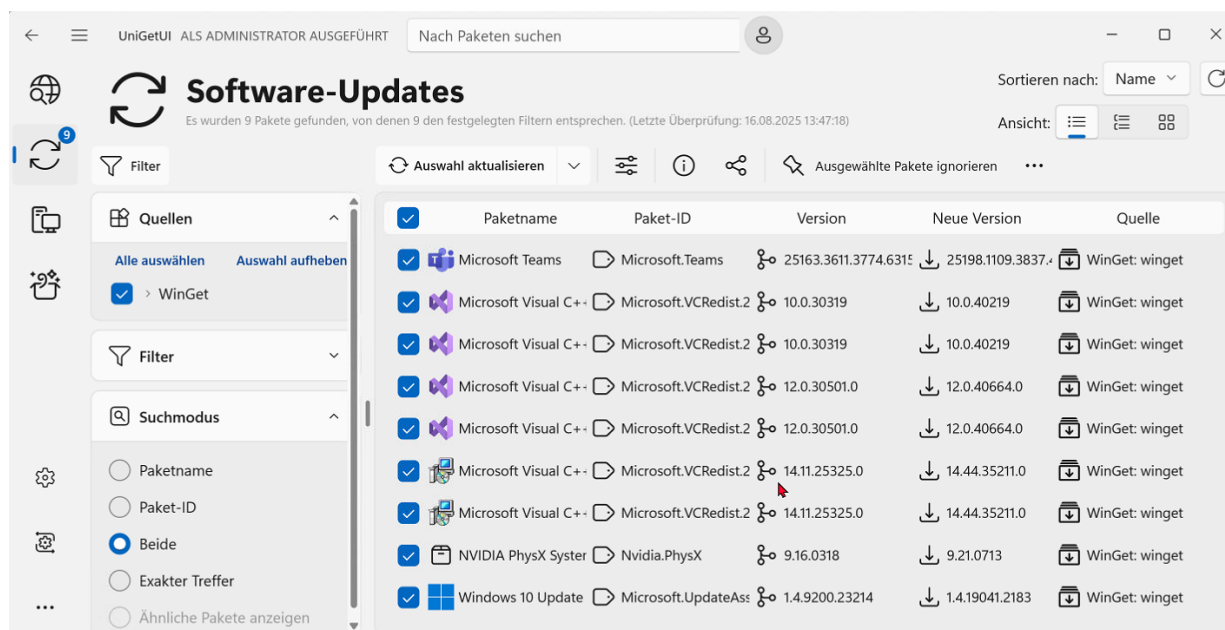 UniGetUI ALS ADMINISTRATOR AUSGEFÜHRT Nach Paketen suchen
Software-Updates
Es wurden 9 Pakete gefunden, von denen 9 den festgelegten Filtern entsprechen. (Letzte Überprüfung: 16.08.2025 13:47:18)
Sortieren nach: Name
Ansicht:
9
Filter
Auswahl aktualisieren
Ausgewählte Pakete ignorieren
Quellen
Alle auswählen Auswahl aufheben
WinGet
Filter
Suchmodus
Paketname
Paket-ID
Beide
Exakter Treffer
Ähnliche Pakete anzeigen
Paketname Paket-ID Version Neue Version Quelle
Microsoft Teams Microsoft.Teams 25163.3611.3774.6315 25198.1109.3837. WinGet: winget
Microsoft Visual C+ Microsoft.VCRedist.2 10.0.30319 10.0.40219 WinGet: winget
Microsoft Visual C+ Microsoft.VCRedist.2 10.0.30319 10.0.40219 WinGet: winget
Microsoft Visual C+ Microsoft.VCRedist.2 12.0.30501.0 12.0.40664.0 WinGet: winget
Microsoft Visual C+ Microsoft.VCRedist.2 12.0.30501.0 12.0.40664.0 WinGet: winget
Microsoft Visual C+ Microsoft.VCRedist.2 14.11.25325.0 14.44.35211.0 WinGet: winget
Microsoft Visual C+ Microsoft.VCRedist.2 14.11.25325.0 14.44.35211.0 WinGet: winget
NVIDIA PhysX System Nvidia.PhysX 9.16.0318 9.21.0713 WinGet: winget
Windows 10 Update Microsoft.UpdateAss 1.4.9200.23214 1.4.19041.2183 WinGet: winget